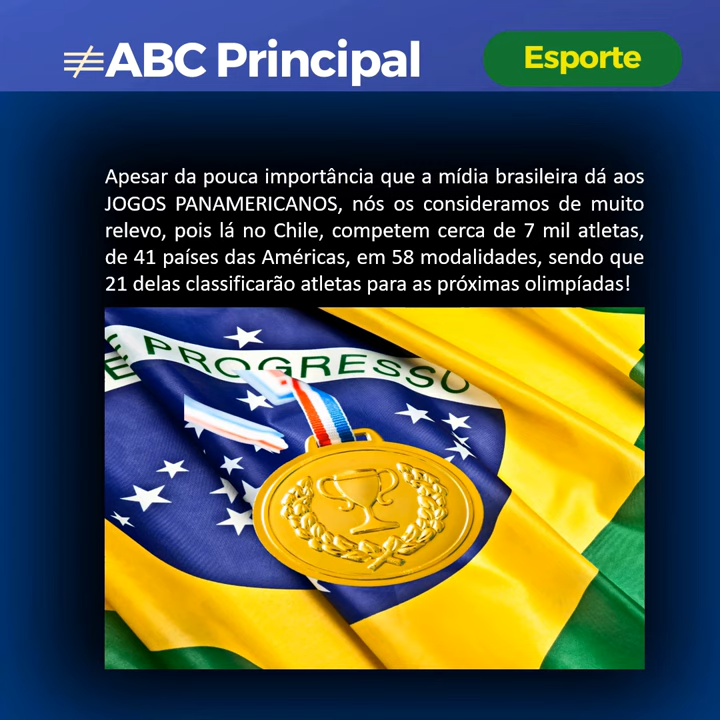 ≠ABC Principal
Esporte
Apesar da pouca importância que a mídia brasileira dá aos
JOGOS PANAMERICANOS, nós os consideramos de muito
relevo, pois lá no Chile, competem cerca de 7 mil atletas,
de 41 países das Américas, em 58 modalidades, sendo que
21 delas classificarão atletas para as próximas olimpíadas!
E PROGRESSO